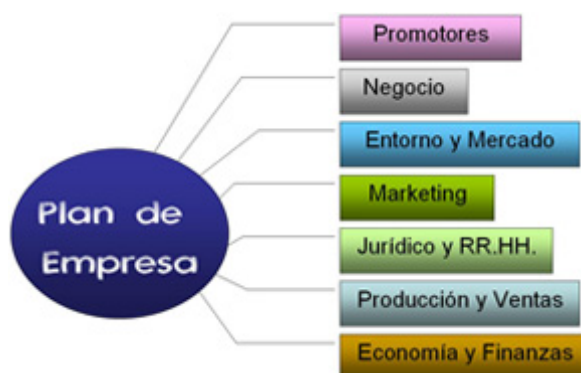 Promotores
Negocio
Entorno y Mercado
Marketing
Plan de
Empresa
Jurídico y RR.HH.
Producción y Ventas
Economía y Finanzas